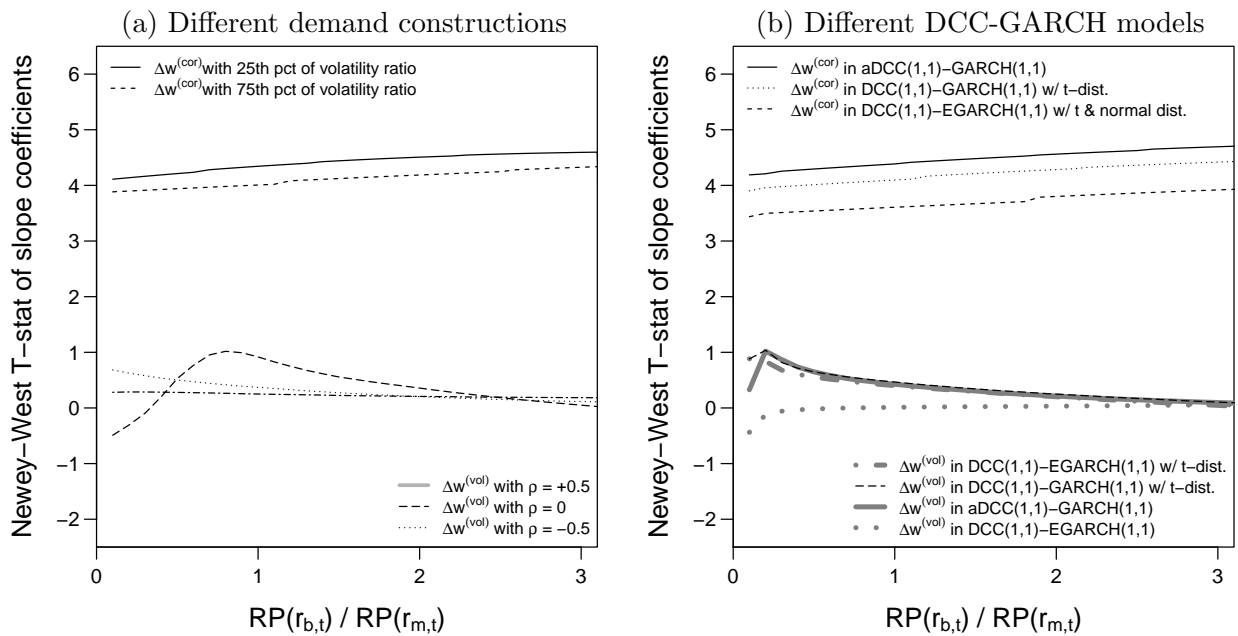 (a) Different demand constructions
Newey−West T−stat of slope coefficients
6
5
4
3
2
1
0
−1
−2
Δw(cor)with 25th pct of volatility ratio
Δw(cor)with 75th pct of volatility ratio
Δw(vol) with ρ = +0.5
Δw(vol) with ρ = 0
Δw(vol) with ρ = −0.5
0 1 2 3
RP(rb,t) / RP(rm,t)
(b) Different DCC-GARCH models
Newey−West T−stat of slope coefficients
6
5
4
3
2
1
0
−1
−2
Δw(cor) in aDCC(1,1)−GARCH(1,1)
Δw(cor) in DCC(1,1)−GARCH(1,1) w/ t−dist.
Δw(cor) in DCC(1,1)−EGARCH(1,1) w/ t & normal dist.
Δw(vol) in DCC(1,1)−EGARCH(1,1) w/ t−dist.
Δw(vol) in DCC(1,1)−GARCH(1,1) w/ t−dist.
Δw(vol) in aDCC(1,1)−GARCH(1,1)
Δw(vol) in DCC(1,1)−EGARCH(1,1)
0 1 2 3
RP(rb,t) / RP(rm,t)